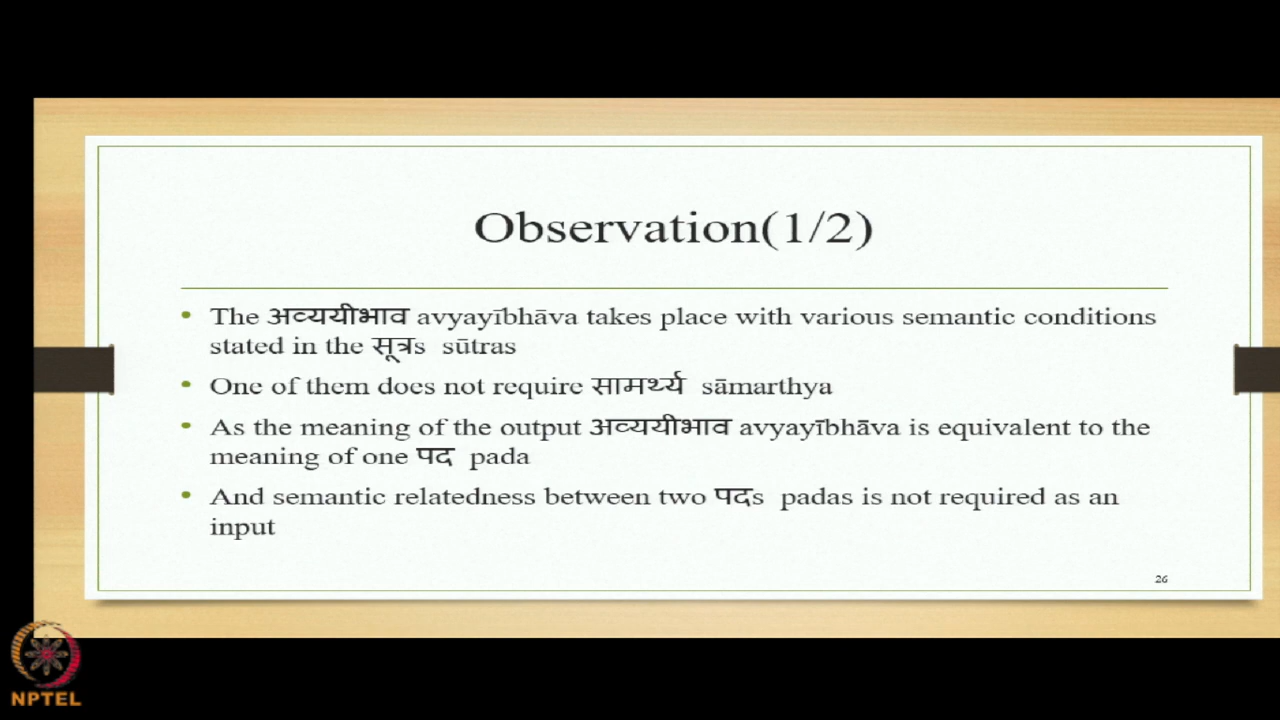 Observation(1/2)
• The अव्ययीभाव avyayībhāva takes place with various semantic conditions
stated in the सूत्रs sūtras
• One of them does not require सामर्थ्य sāmarthya
• As the meaning of the output अव्ययीभाव avyayībhāva is equivalent to the
meaning of one पद pada
• And semantic relatedness between two पदs padas is not required as an
input
26
NPTEL